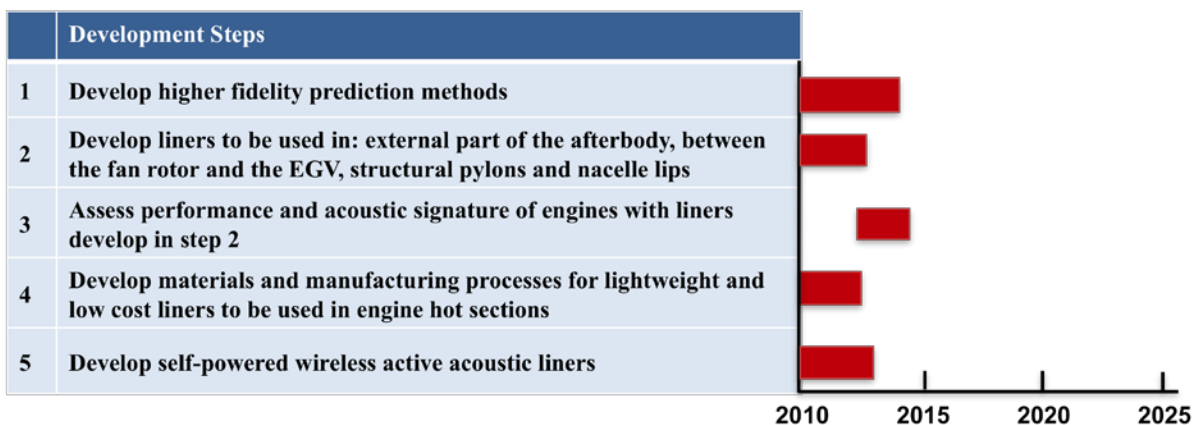 Development Steps
1 Develop higher fidelity prediction methods
2 Develop liners to be used in: external part of the afterbody, between
the fan rotor and the EGV, structural pylons and nacelle lips
3 Assess performance and acoustic signature of engines with liners
develop in step 2
4 Develop materials and manufacturing processes for lightweight and
low cost liners to be used in engine hot sections
5 Develop self-powered wireless active acoustic liners
2010 2015 2020 2025